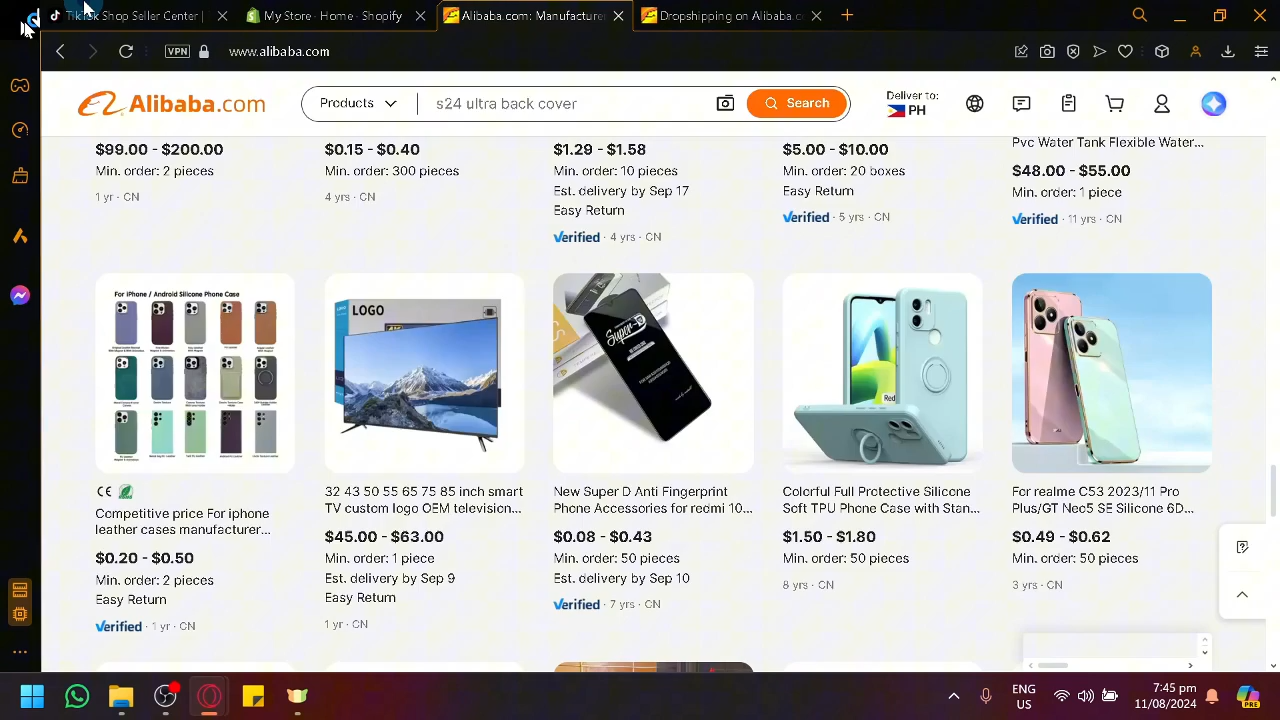 TikTok Shop Seller Center
My Store · Home · Shopify
Alibaba.com: Manufacturer
Dropshipping on Alibaba.c
VPN
www.alibaba.com
Alibaba.com
Products
s24 ultra back cover
Search
Deliver to:
PH
$99.00 - $200.00
Min. order: 2 pieces
1 yr · CN
$0.15 - $0.40
Min. order: 300 pieces
4 yrs · CN
$1.29 - $1.58
Min. order: 10 pieces
Est. delivery by Sep 17
Easy Return
Verified · 4 yrs · CN
$5.00 - $10.00
Min. order: 20 boxes
Easy Return
Verified · 5 yrs · CN
Pvc Water Tank Flexible Water...
$48.00 - $55.00
Min. order: 1 piece
Verified · 11 yrs · CN
For iPhone / Android Silicone Phone Case
LOGO
Super D
Red
CE
Competitive price For iphone
leather cases manufacturer...
$0.20 - $0.50
Min. order: 2 pieces
Easy Return
Verified · 1 yr · CN
32 43 50 55 65 75 85 inch smart
TV custom logo OEM television...
$45.00 - $63.00
Min. order: 1 piece
Est. delivery by Sep 9
Easy Return
1 yr · CN
New Super D Anti Fingerprint
Phone Accessories for redmi 10...
$0.08 - $0.43
Min. order: 50 pieces
Est. delivery by Sep 10
Verified · 7 yrs · CN
Colorful Full Protective Silicone
Soft TPU Phone Case with Stan...
$1.50 - $1.80
Min. order: 50 pieces
8 yrs · CN
For realme C53 2023/11 Pro
Plus/GT Neo5 SE Silicone 6D...
$0.49 - $0.62
Min. order: 50 pieces
3 yrs · CN
ENG
US
7:45 pm
11/08/2024
PRE